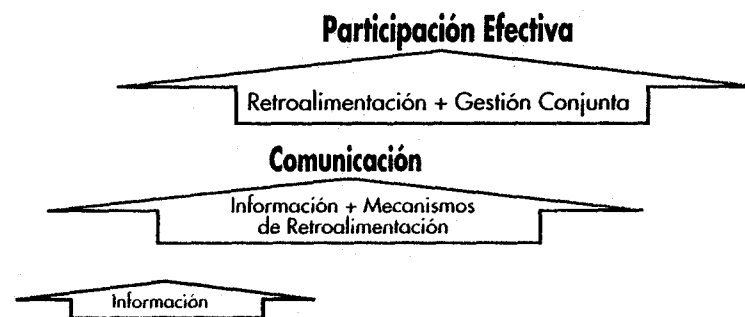 Participación Efectiva
Retroalimentación + Gestión Conjunta
Comunicación
Información + Mecanismos
de Retroalimentación
Información